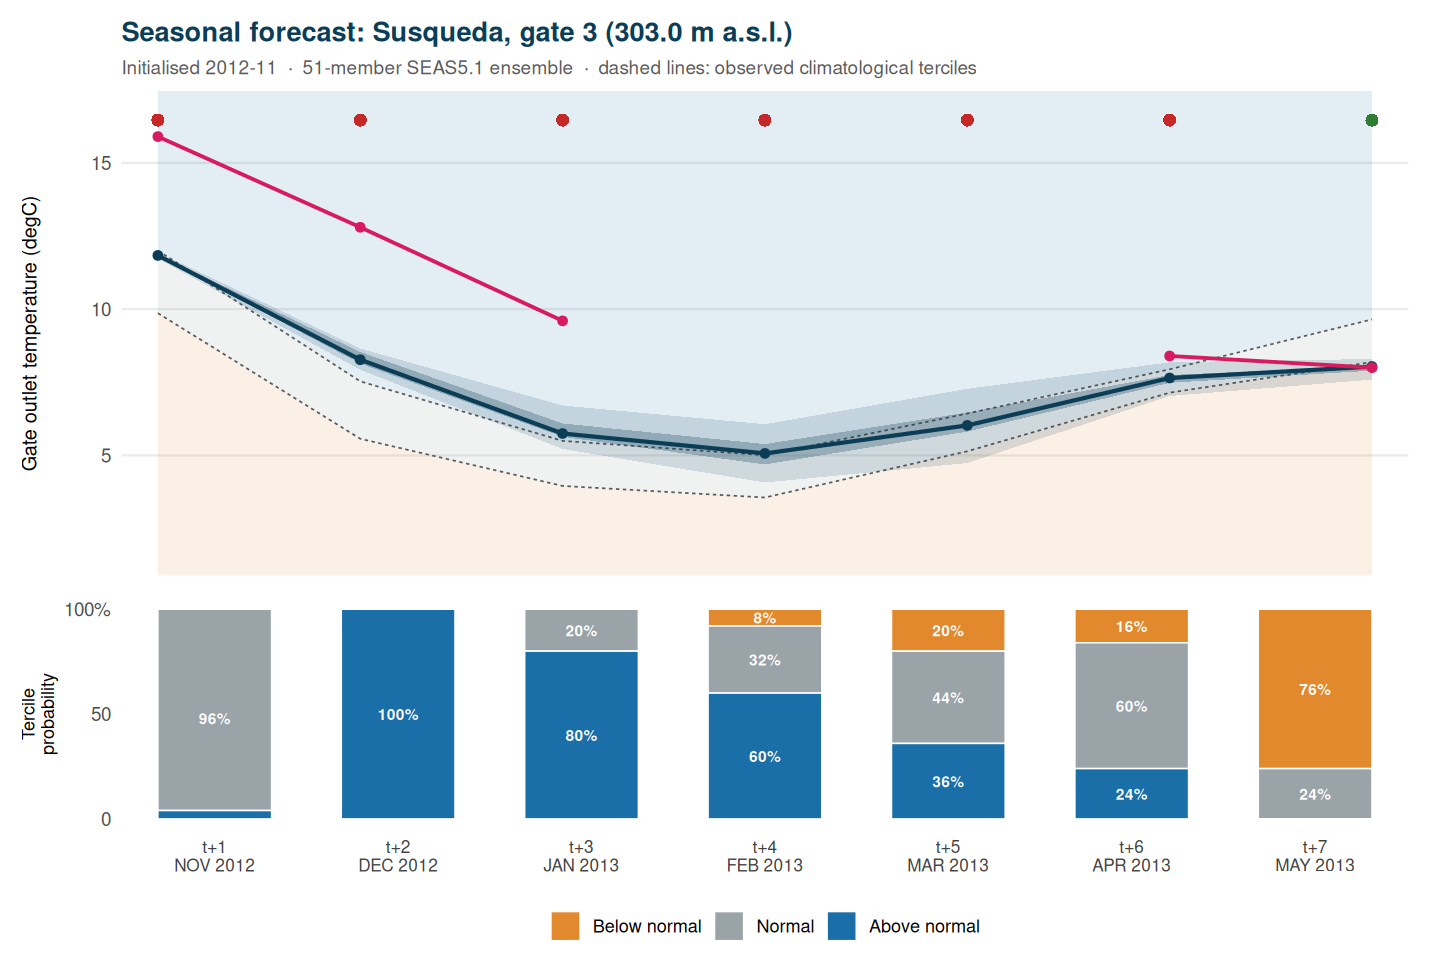 Seasonal forecast: Susqueda, gate 3 (303.0 m a.s.l.)
Initialised 2012-11 · 51-member SEAS5.1 ensemble · dashed lines: observed climatological terciles
Gate outlet temperature (degC)
15
10
5
Tercile
probability
100%
50
0
96%
100%
20%
80%
8%
32%
60%
20%
44%
36%
16%
60%
24%
76%
24%
t+1
NOV 2012
t+2
DEC 2012
t+3
JAN 2013
t+4
FEB 2013
t+5
MAR 2013
t+6
APR 2013
t+7
MAY 2013
Below normal
Normal
Above normal